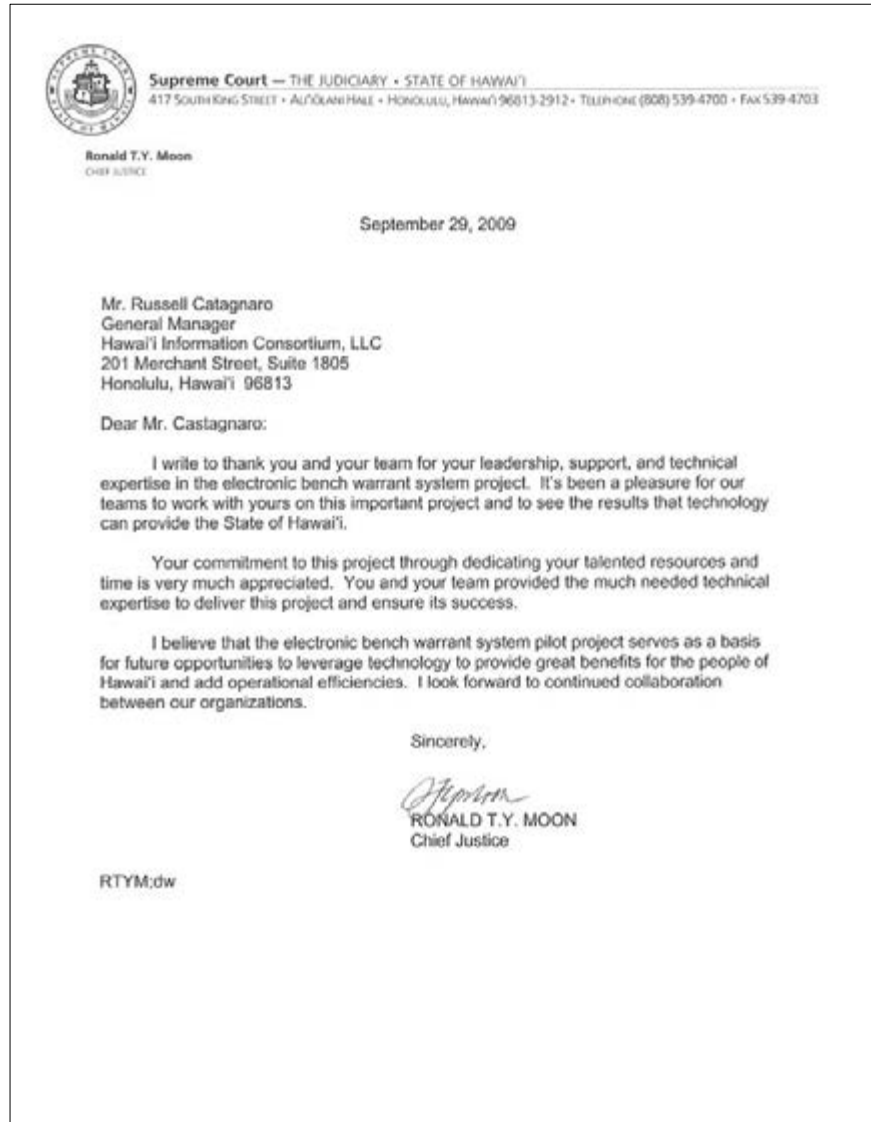 SUPREME COURT
STATE OF HAWAI'I
Supreme Court — THE JUDICIARY • STATE OF HAWAI'I
417 SOUTH KING STREET • ALI'IŌLANI HALE • HONOLULU, HAWAI'I 96813-2912 • TELEPHONE (808) 539-4700 • FAX 539-4703
Ronald T.Y. Moon
CHIEF JUSTICE
September 29, 2009
Mr. Russell Catagnaro
General Manager
Hawai'i Information Consortium, LLC
201 Merchant Street, Suite 1805
Honolulu, Hawai'i 96813
Dear Mr. Castagnaro:
I write to thank you and your team for your leadership, support, and technical
expertise in the electronic bench warrant system project. It's been a pleasure for our
teams to work with yours on this important project and to see the results that technology
can provide the State of Hawai'i.
Your commitment to this project through dedicating your talented resources and
time is very much appreciated. You and your team provided the much needed technical
expertise to deliver this project and ensure its success.
I believe that the electronic bench warrant system pilot project serves as a basis
for future opportunities to leverage technology to provide great benefits for the people of
Hawai'i and add operational efficiencies. I look forward to continued collaboration
between our organizations.
Sincerely,
RONALD T.Y. MOON
Chief Justice
RTYM:dw